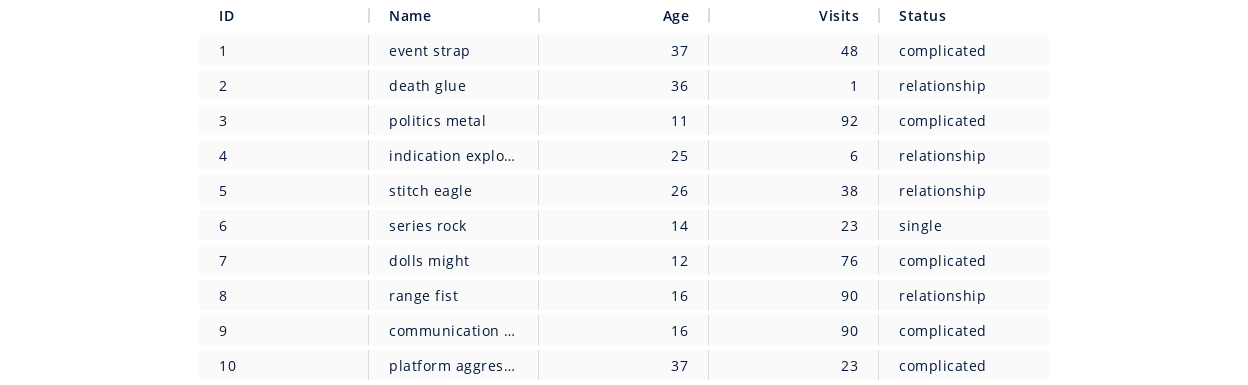 ID Name Age Visits Status
1 event strap 37 48 complicated
2 death glue 36 1 relationship
3 politics metal 11 92 complicated
4 indication explo… 25 6 relationship
5 stitch eagle 26 38 relationship
6 series rock 14 23 single
7 dolls might 12 76 complicated
8 range fist 16 90 relationship
9 communication … 16 90 complicated
10 platform aggres… 37 23 complicated